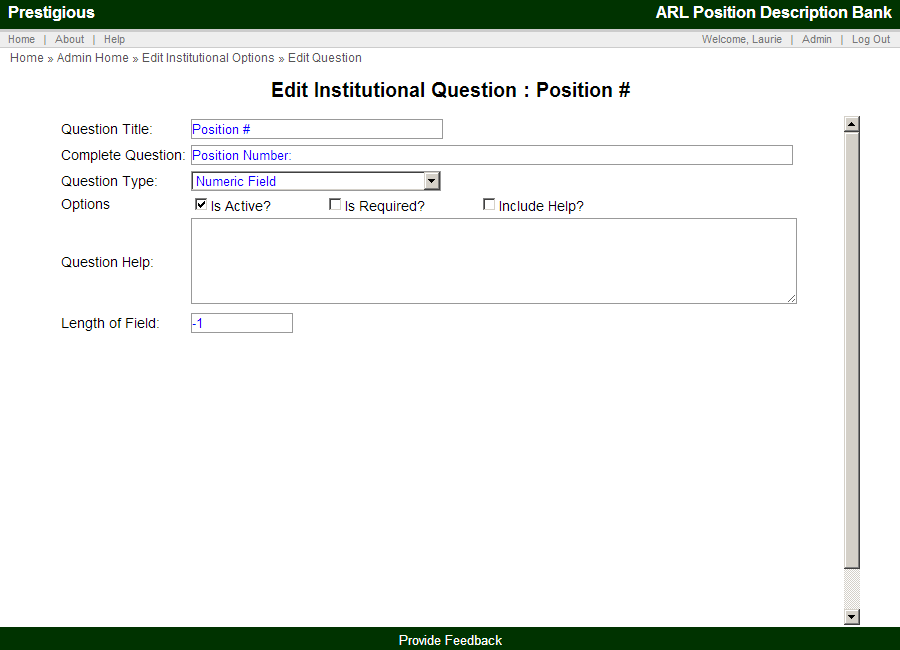 Prestigious ARL Position Description Bank
Home | About | Help Welcome, Laurie | Admin | Log Out
Home » Admin Home » Edit Institutional Options » Edit Question
Edit Institutional Question : Position #
Question Title: Position #
Complete Question: Position Number:
Question Type: Numeric Field
Options Is Active? Is Required? Include Help?
Question Help:
Length of Field: -1
Provide Feedback